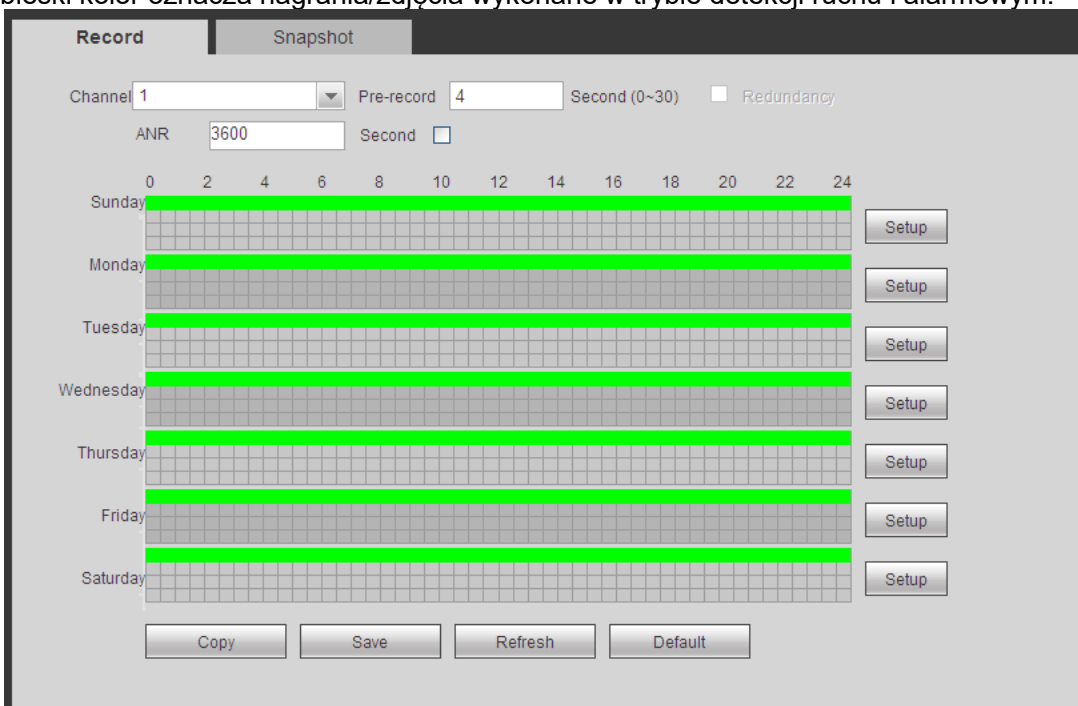 kolor oznacza nagrania/zdjęcia wykonane w trybie detekcji ruchu i alarmowym.
Record Snapshot
Channel 1 Pre-record 4 Second (0~30) Redundancy
ANR 3600 Second
0 2 4 6 8 10 12 14 16 18 20 22 24
Sunday Setup
Monday Setup
Tuesday Setup
Wednesday Setup
Thursday Setup
Friday Setup
Saturday Setup
Copy Save Refresh Default